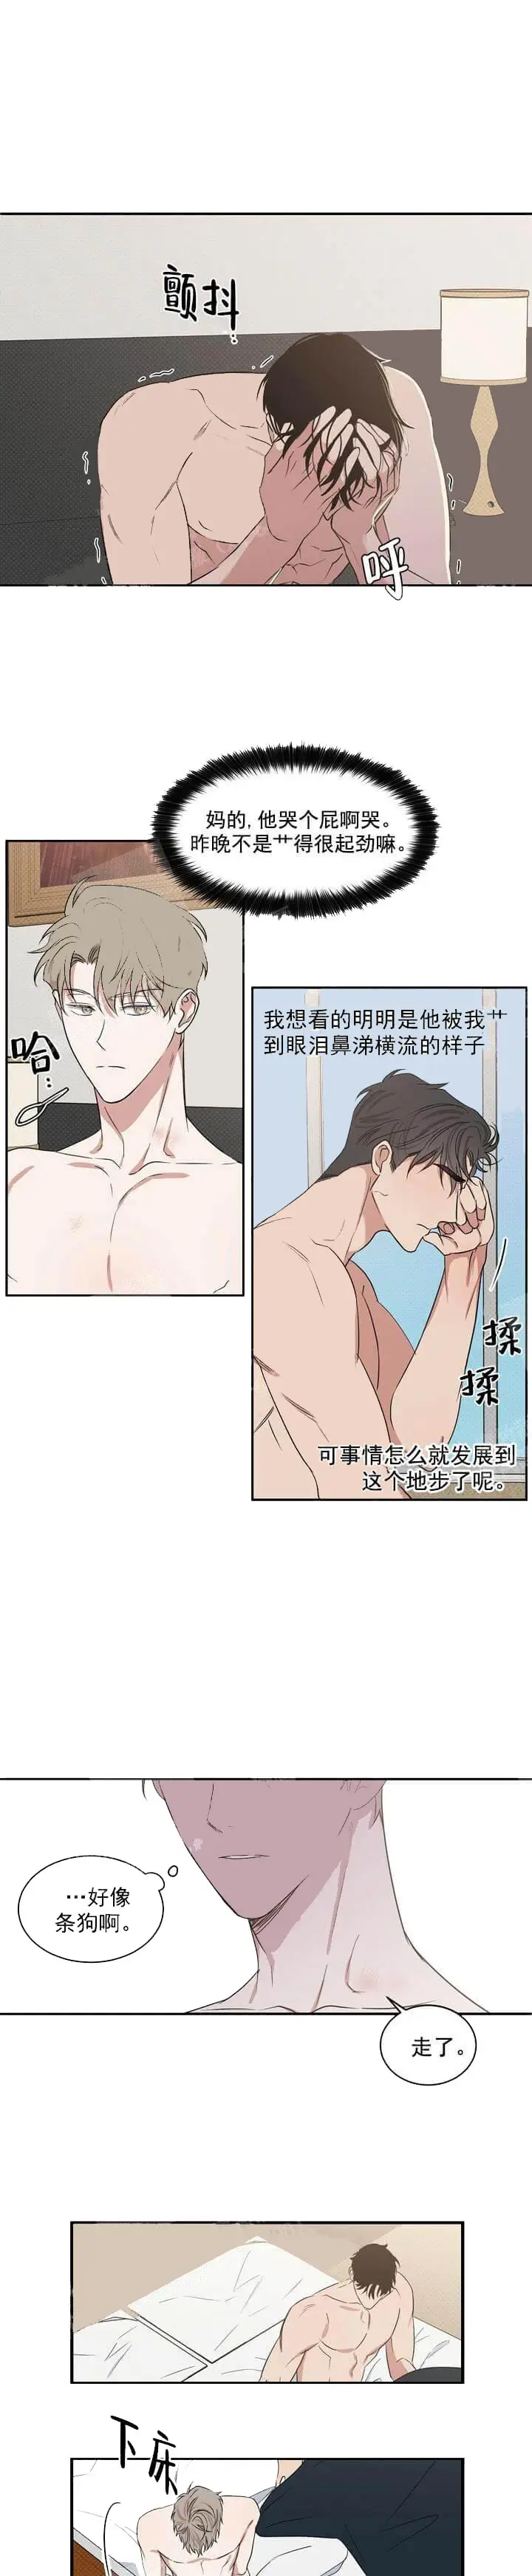 颤抖
呼
妈的,他哭个屁啊哭。
昨晚不是艹得很起劲嘛。
哈
我想看的明明是他被我艹
到眼泪鼻涕横流的样子
揉
揉
可事情怎么就发展到
这个地步了呢。
…好像
条狗啊。
走了。
下床